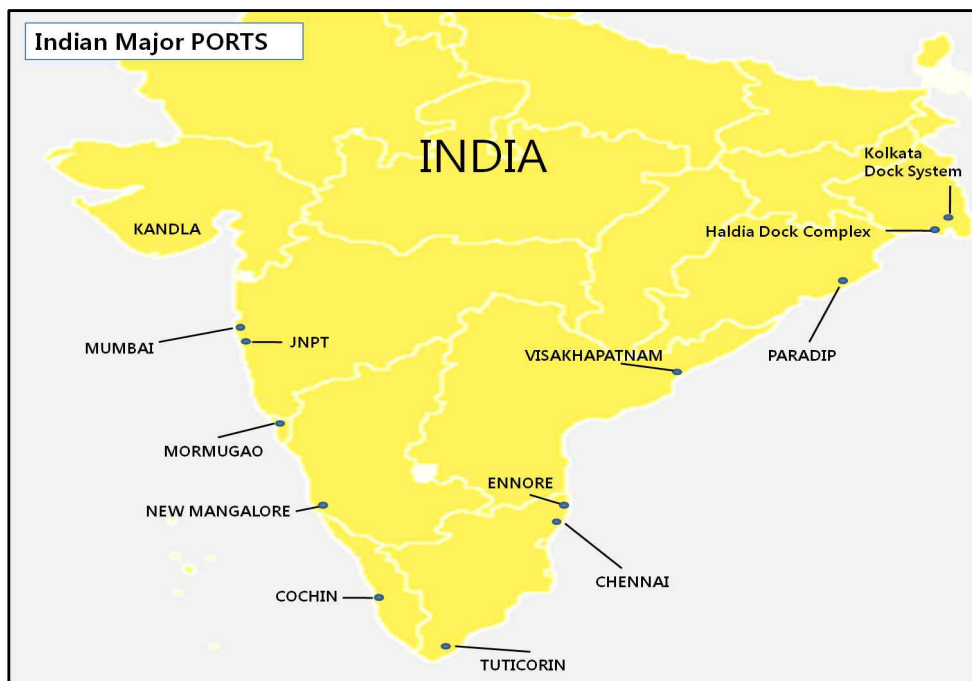 Indian Major PORTS
INDIA
Kolkata
Dock System
KANDLA
Haldia Dock Complex
MUMBAI
JNPT
VISAKHAPATNAM
PARADIP
MORMUGAO
ENNORE
NEW MANGALORE
CHENNAI
COCHIN
TUTICORIN